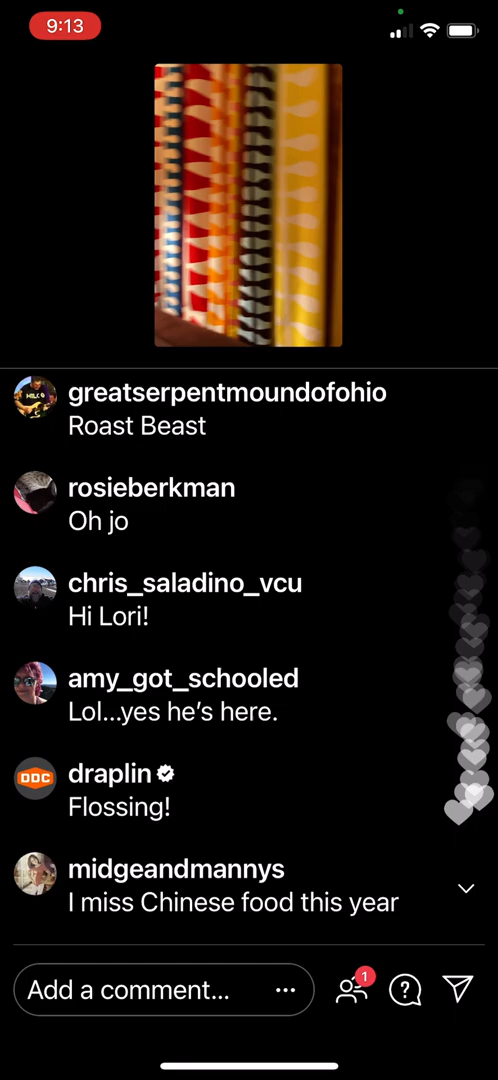 9:13
greatserpentmoundofohio
Roast Beast
rosieberkman
Oh jo
chris_saladino_vcu
Hi Lori!
amy_got_schooled
Lol...yes he's here.
DDC
draplin
Flossing!
midgeandmannys
I miss Chinese food this year
Add a comment... ...
1
?